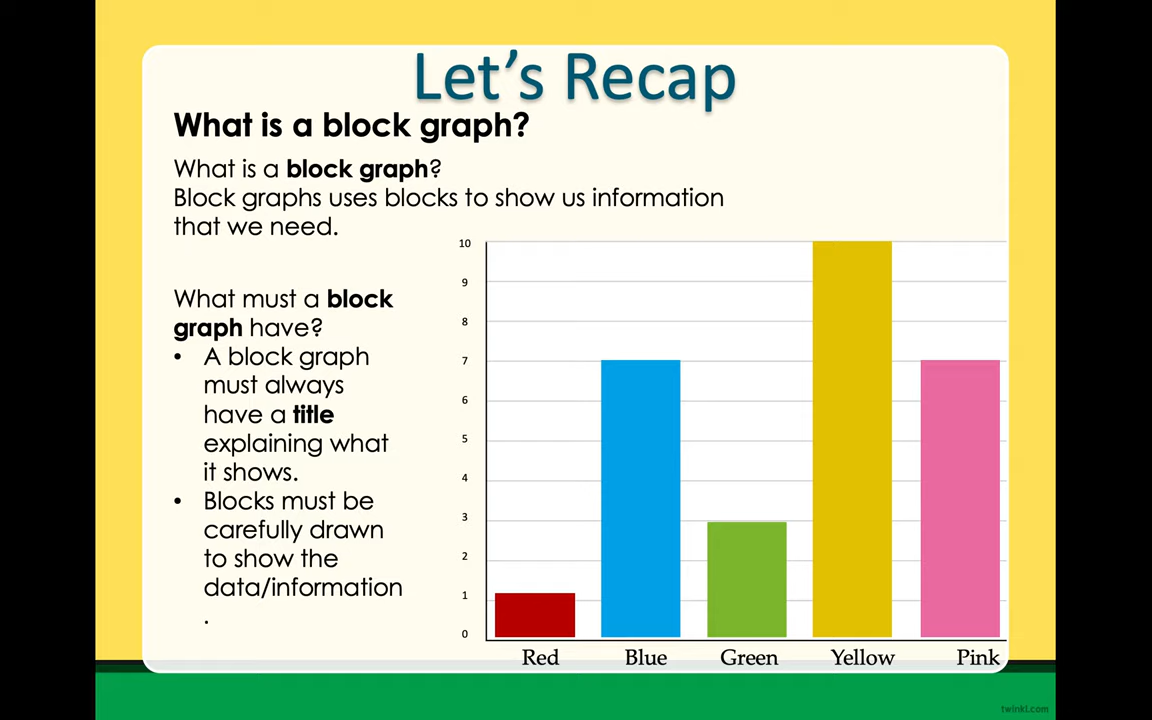 Let's Recap
What is a block graph?
What is a block graph?
Block graphs uses blocks to show us information
that we need.
What must a block
graph have?
• A block graph
must always
have a title
explaining what
it shows.
• Blocks must be
carefully drawn
to show the
data/information
.
10
9
8
7
6
5
4
3
2
1
0
Red Blue Green Yellow Pink
twinkl.com